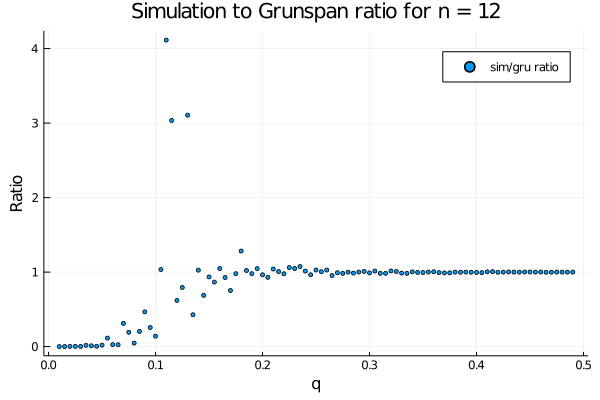 Simulation to Grunspan ratio for n = 12
sim/gru ratio
Ratio
4
3
2
1
0
0.0 0.1 0.2 0.3 0.4 0.5
q